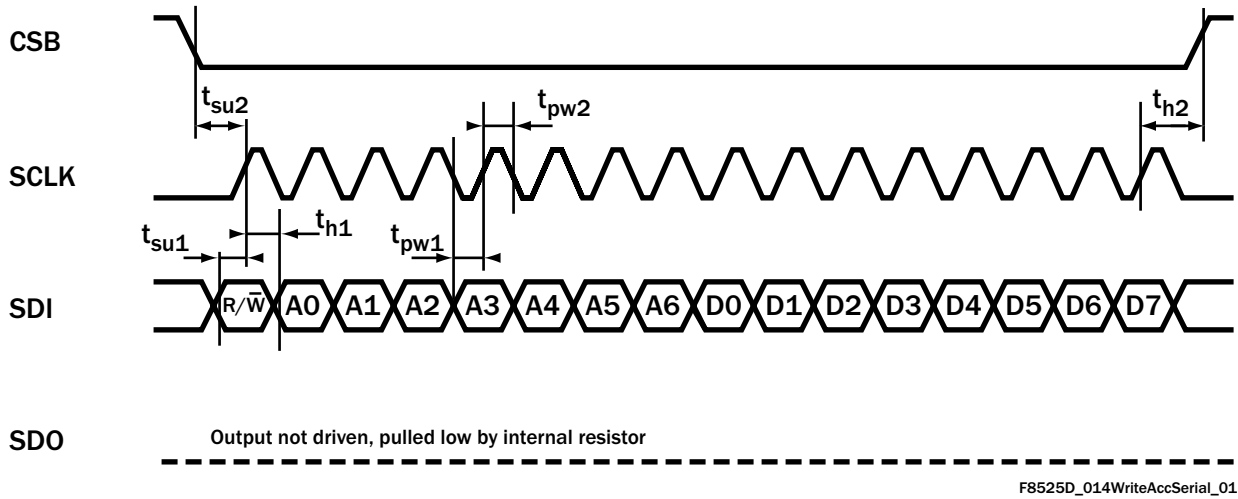 CSB
t_su2
t_pw2
t_h2
SCLK
t_su1
t_h1
t_pw1
SDI
R/W̅ A0 A1 A2 A3 A4 A5 A6 D0 D1 D2 D3 D4 D5 D6 D7
SDO
Output not driven, pulled low by internal resistor
F8525D_014WriteAccSerial_01